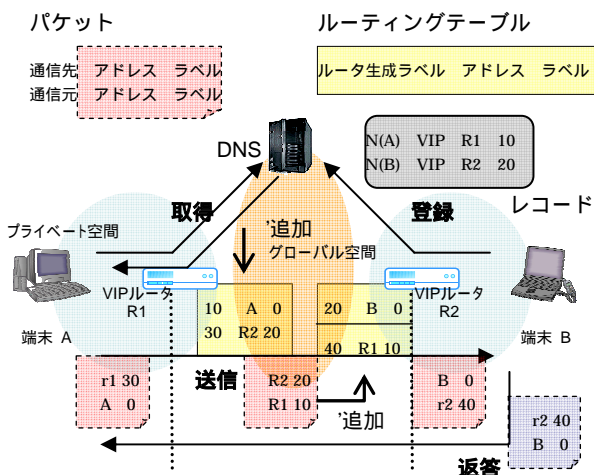 パケット
通信先 アドレス ラベル
通信元 アドレス ラベル
ルーティングテーブル
ルータ生成ラベル アドレス ラベル
DNS
N(A) VIP R1 10
N(B) VIP R2 20
レコード
取得
登録
'追加
グローバル空間
プライベート空間
VIPルータ
R1
VIPルータ
R2
端末 A
端末 B
10 A 0
30 R2 20
20 B 0
40 R1 10
送信
r1 30
A 0
R2 20
R1 10
'追加
B 0
r2 40
r2 40
B 0
返答